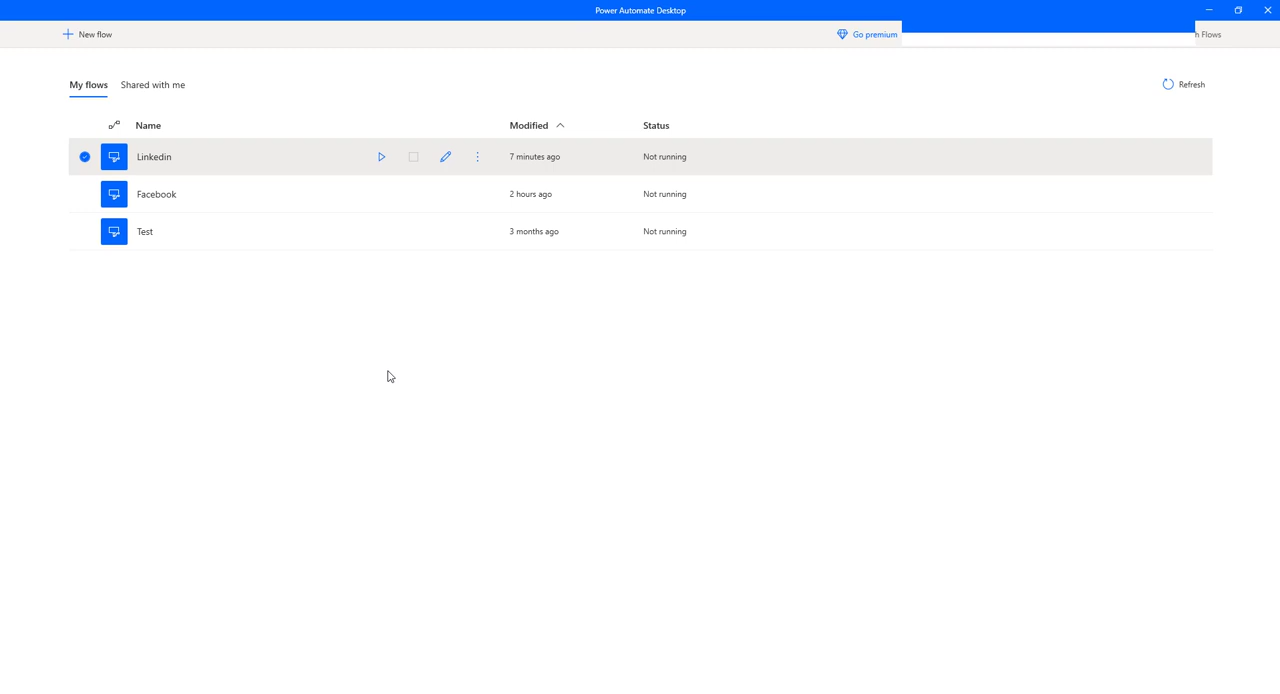 Power Automate Desktop
New flow
Go premium
Flows
My flows
Shared with me
Refresh
Name
Modified
Status
Linkedin
7 minutes ago
Not running
Facebook
2 hours ago
Not running
Test
3 months ago
Not running